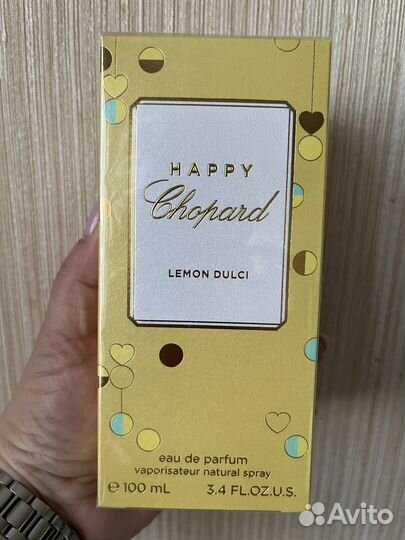 HAPPY
Chopard
LEMON DULCI
eau de parfum
vaporisateur natural spray
℮ 100 mL 3.4 FL.OZ.U.S.
Avito